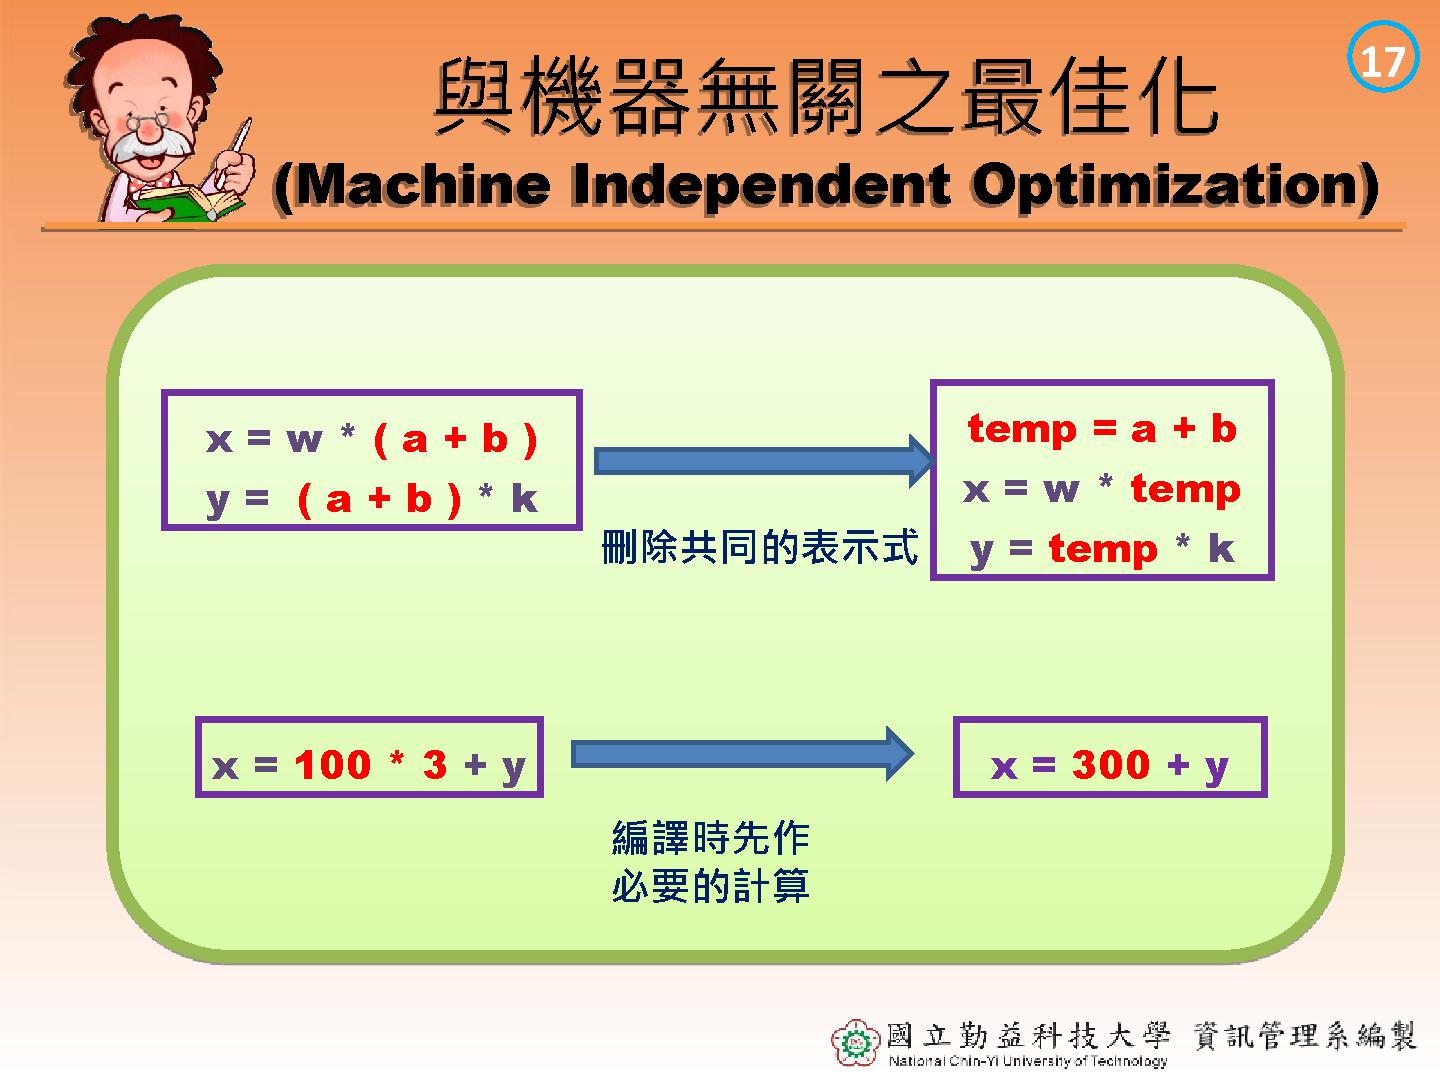 17
與機器無關之最佳化
(Machine Independent Optimization)
x = w * ( a + b )
y = ( a + b ) * k
刪除共同的表示式
temp = a + b
x = w * temp
y = temp * k
x = 100 * 3 + y
編譯時先作
必要的計算
x = 300 + y
國立勤益科技大學 資訊管理系編製
National Chin-Yi University of Technology